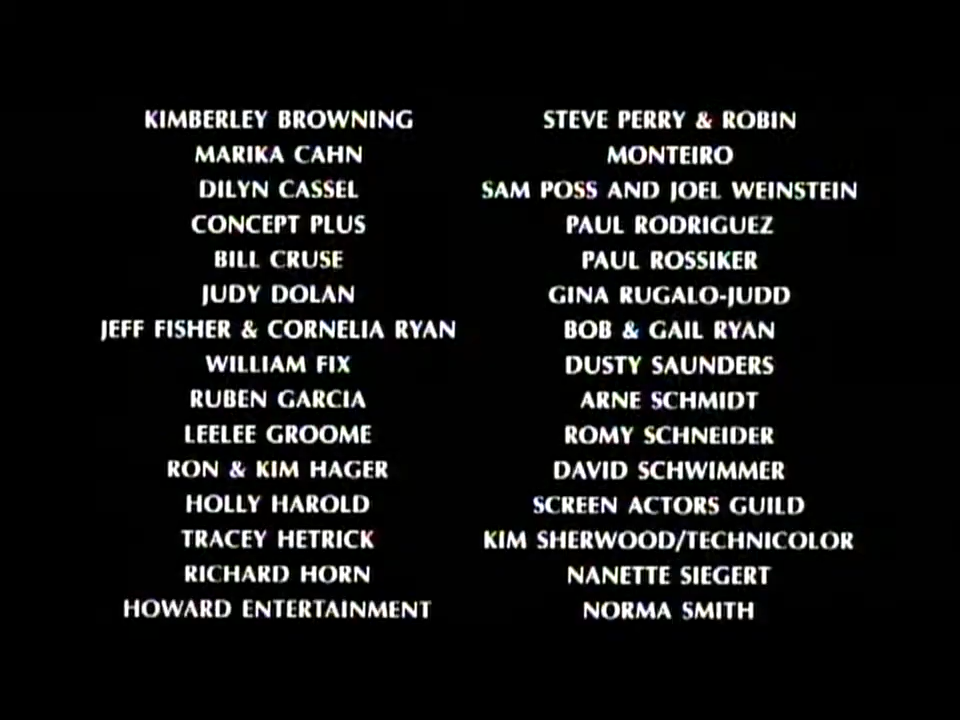 KIMBERLEY BROWNING
MARIKA CAHN
DILYN CASSEL
CONCEPT PLUS
BILL CRUSE
JUDY DOLAN
JEFF FISHER & CORNELIA RYAN
WILLIAM FIX
RUBEN GARCIA
LEELEE GROOME
RON & KIM HAGER
HOLLY HAROLD
TRACEY HETRICK
RICHARD HORN
HOWARD ENTERTAINMENT
STEVE PERRY & ROBIN
MONTEIRO
SAM POSS AND JOEL WEINSTEIN
PAUL RODRIGUEZ
PAUL ROSSIKER
GINA RUGALO-JUDD
BOB & GAIL RYAN
DUSTY SAUNDERS
ARNE SCHMIDT
ROMY SCHNEIDER
DAVID SCHWIMMER
SCREEN ACTORS GUILD
KIM SHERWOOD/TECHNICOLOR
NANETTE SIEGERT
NORMA SMITH